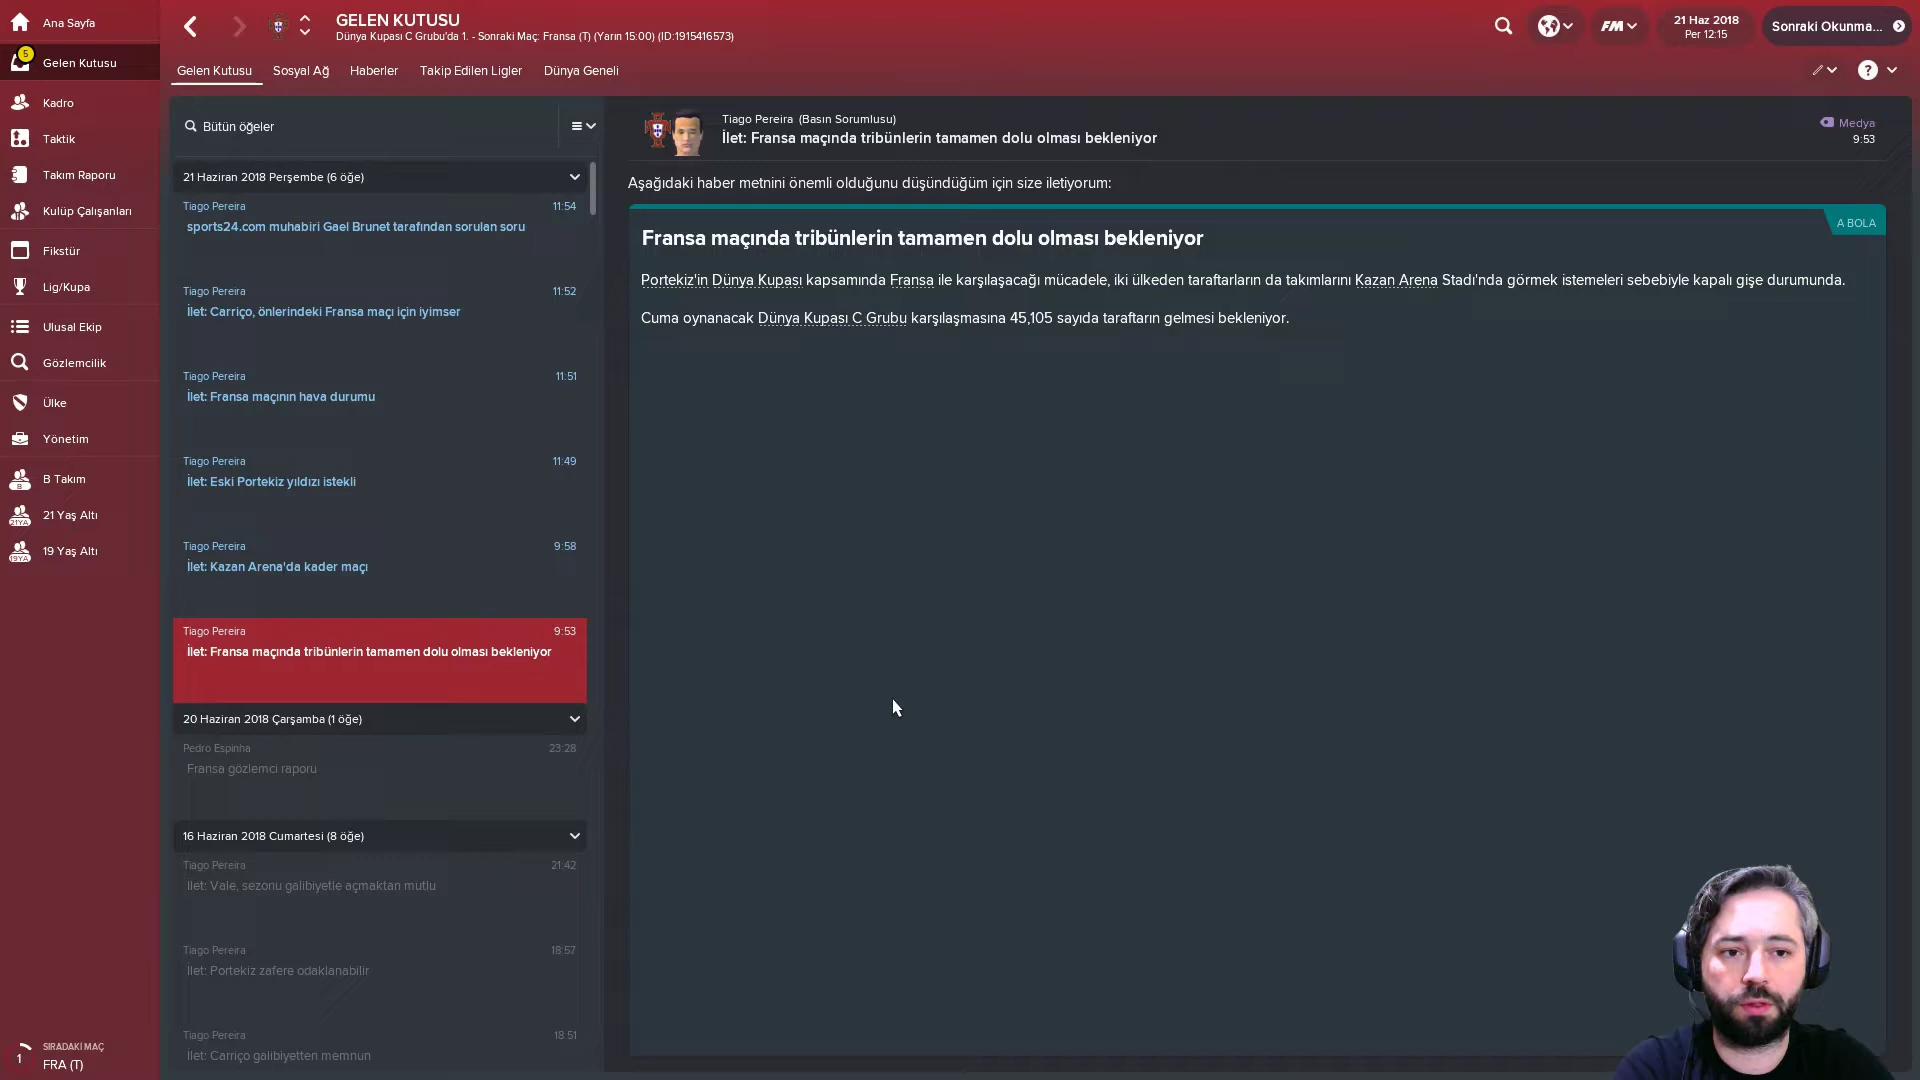 Ana Sayfa
5
Gelen Kutusu
Kadro
Taktik
Takım Raporu
Kulüp Çalışanları
Fikstür
Lig/Kupa
Ulusal Ekip
Gözlemcilik
Ülke
Yönetim
B
B Takım
21YA
21 Yaş Altı
19YA
19 Yaş Altı
1
SIRADAKİ MAÇ
FRA (T)
GELEN KUTUSU
Dünya Kupası C Grubu'da 1. - Sonraki Maç: Fransa (T) (Yarın 15:00) (ID:1915416573)
FM
21 Haz 2018
Per 12:15
Sonraki Okunma...
Gelen Kutusu
Sosyal Ağ
Haberler
Takip Edilen Ligler
Dünya Geneli
?
Bütün öğeler
21 Haziran 2018 Perşembe (6 öğe)
Tiago Pereira 11:54
sports24.com muhabiri Gael Brunet tarafından sorulan soru
Tiago Pereira 11:52
İlet: Carriço, önlerindeki Fransa maçı için iyimser
Tiago Pereira 11:51
İlet: Fransa maçının hava durumu
Tiago Pereira 11:49
İlet: Eski Portekiz yıldızı istekli
Tiago Pereira 9:58
İlet: Kazan Arena'da kader maçı
Tiago Pereira 9:53
İlet: Fransa maçında tribünlerin tamamen dolu olması bekleniyor
20 Haziran 2018 Çarşamba (1 öğe)
Pedro Espinha 23:28
Fransa gözlemci raporu
16 Haziran 2018 Cumartesi (8 öğe)
Tiago Pereira 21:42
İlet: Vale, sezonu galibiyetle açmaktan mutlu
Tiago Pereira 18:57
İlet: Portekiz zafere odaklanabilir
Tiago Pereira 18:51
İlet: Carriço galibiyetten memnun
Tiago Pereira (Basın Sorumlusu)
İlet: Fransa maçında tribünlerin tamamen dolu olması bekleniyor
Medya
9:53
Aşağıdaki haber metnini önemli olduğunu düşündüğüm için size iletiyorum:
A BOLA
Fransa maçında tribünlerin tamamen dolu olması bekleniyor
Portekiz'in Dünya Kupası kapsamında Fransa ile karşılaşacağı mücadele, iki ülkeden taraftarların da takımlarını Kazan Arena Stadı'nda görmek istemeleri sebebiyle kapalı gişe durumunda.
Cuma oynanacak Dünya Kupası C Grubu karşılaşmasına 45,105 sayıda taraftarın gelmesi bekleniyor.